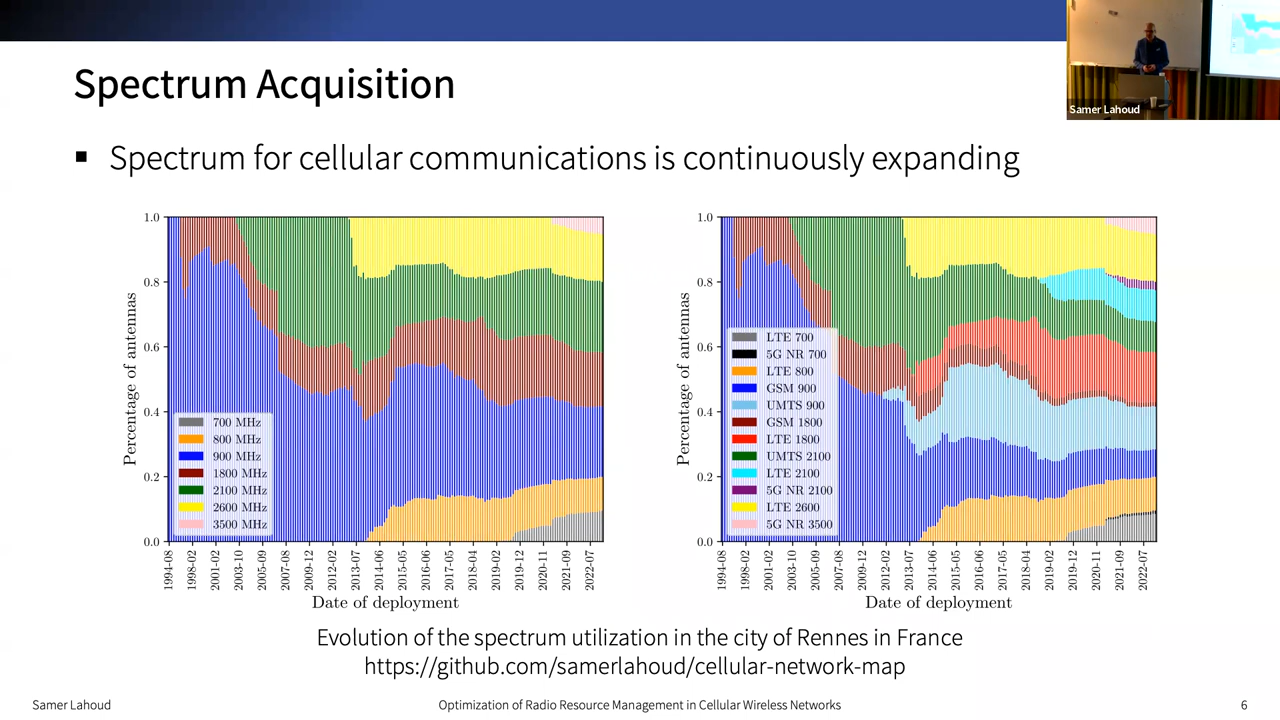 Spectrum Acquisition
Samer Lahoud
▪ Spectrum for cellular communications is continuously expanding
1.0
0.8
0.6
0.4
0.2
0.0
Percentage of antennas
700 MHz
800 MHz
900 MHz
1800 MHz
2100 MHz
2600 MHz
3500 MHz
1994-08
1998-02
2001-02
2003-10
2005-09
2007-08
2009-12
2012-02
2013-07
2014-06
2015-05
2016-06
2017-05
2018-08
2019-02
2019-12
2020-11
2021-09
2022-07
Date of deployment
1.0
0.8
0.6
0.4
0.2
0.0
Percentage of antennas
LTE 700
5G NR 700
LTE 800
GSM 900
UMTS 900
GSM 1800
LTE 1800
UMTS 2100
LTE 2100
5G NR 2100
LTE 2600
5G NR 3500
1994-08
1998-02
2001-02
2003-10
2005-09
2007-08
2009-12
2012-02
2013-07
2014-06
2015-05
2016-06
2017-05
2018-08
2019-02
2019-12
2020-11
2021-09
2022-07
Date of deployment
Evolution of the spectrum utilization in the city of Rennes in France
https://github.com/samerlahoud/cellular-network-map
Samer Lahoud
Optimization of Radio Resource Management in Cellular Wireless Networks
6